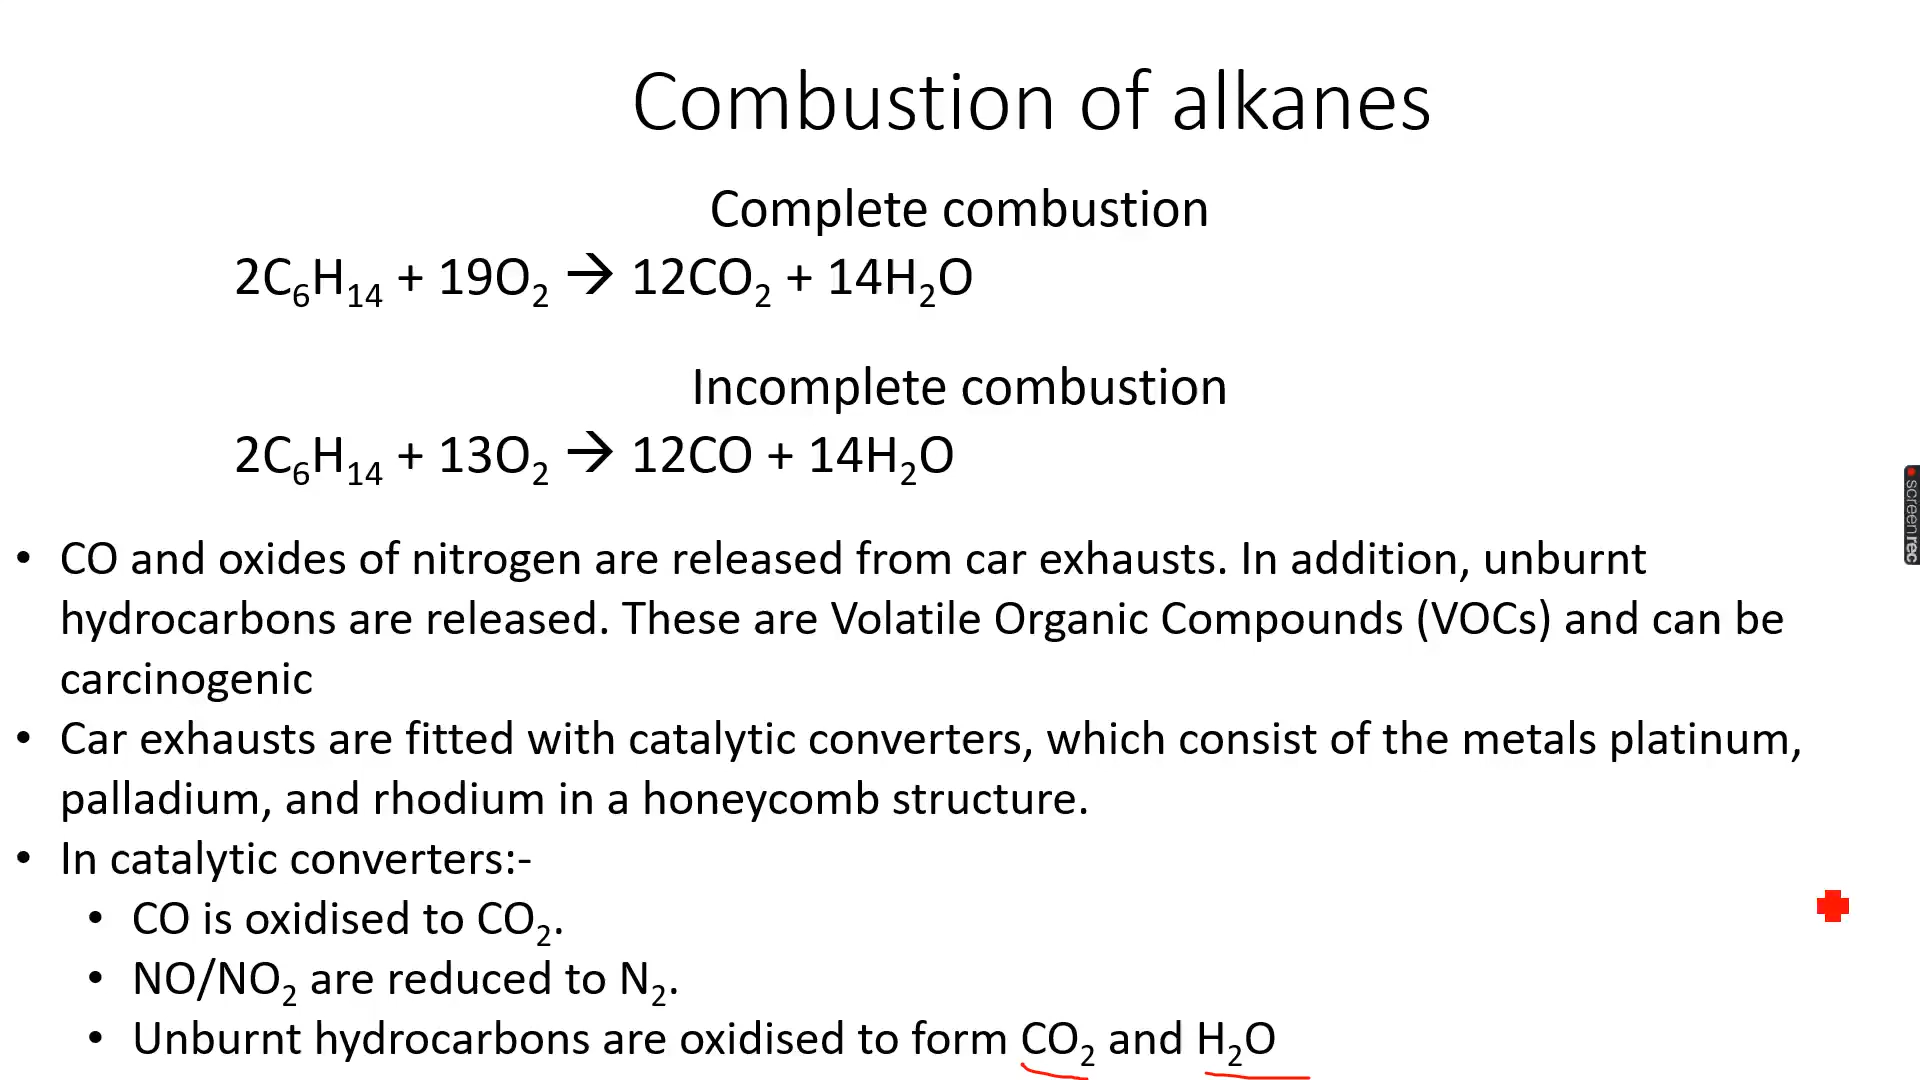 Combustion of alkanes
Complete combustion
2C₆H₁₄ + 19O₂ → 12CO₂ + 14H₂O
Incomplete combustion
2C₆H₁₄ + 13O₂ → 12CO + 14H₂O
• CO and oxides of nitrogen are released from car exhausts. In addition, unburnt
hydrocarbons are released. These are Volatile Organic Compounds (VOCs) and can be
carcinogenic
• Car exhausts are fitted with catalytic converters, which consist of the metals platinum,
palladium, and rhodium in a honeycomb structure.
• In catalytic converters:-
• CO is oxidised to CO₂.
• NO/NO₂ are reduced to N₂.
• Unburnt hydrocarbons are oxidised to form CO₂ and H₂O
screenrec